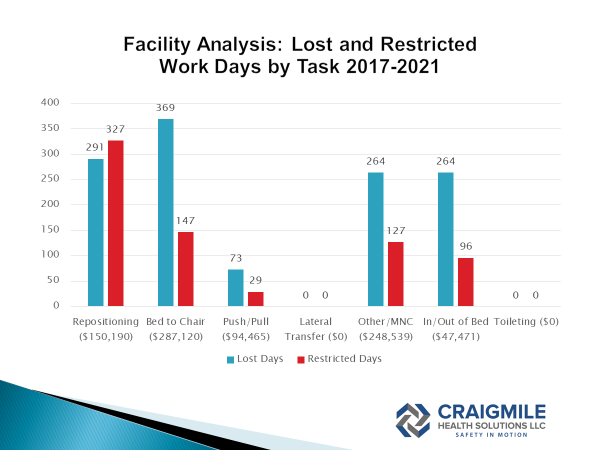 Facility Analysis: Lost and Restricted
Work Days by Task 2017-2021
400
350
300
250
200
150
100
50
0
291
327
369
147
73
29
0
0
264
127
264
96
0
0
Repositioning
($150,190)
Bed to Chair
($287,120)
Push/Pull
($94,465)
Lateral
Transfer ($0)
Other/MNC
($248,539)
In/Out of Bed
($47,471)
Toileting ($0)
Lost Days
Restricted Days
CRAIGMILE
HEALTH SOLUTIONS LLC
SAFETY IN MOTION